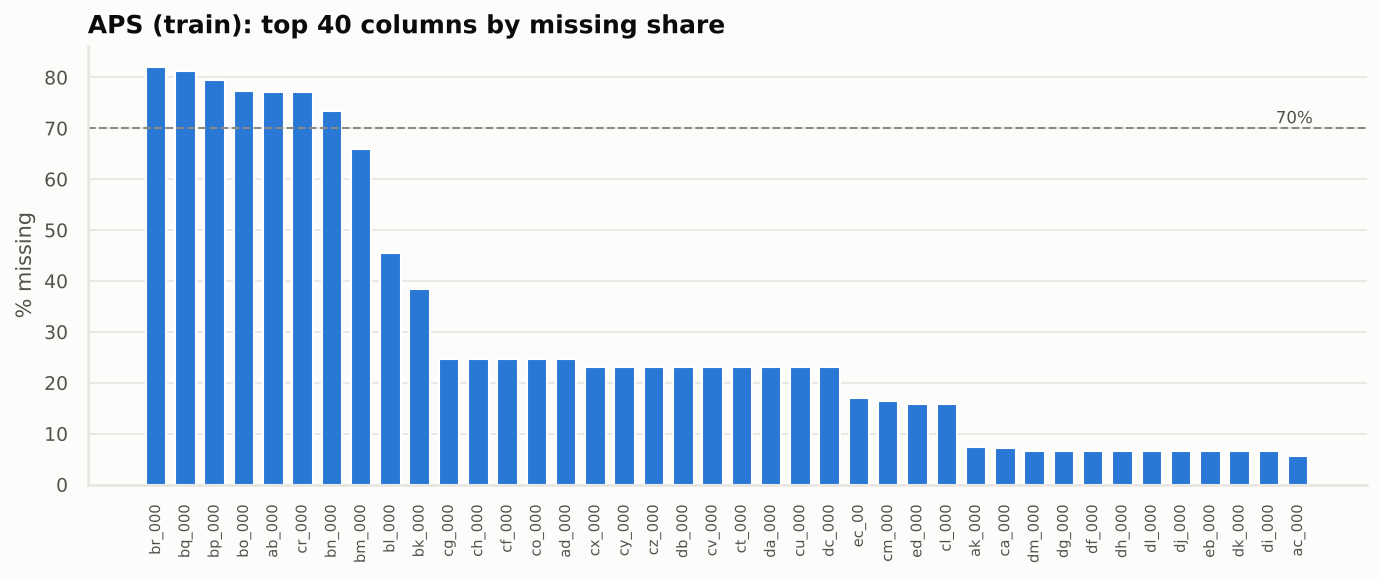 APS (train): top 40 columns by missing share
% missing
80
70
60
50
40
30
20
10
0
70%
br_000
bq_000
bp_000
bo_000
ab_000
cr_000
bn_000
bm_000
bl_000
bk_000
cg_000
ch_000
cf_000
co_000
ad_000
cx_000
cy_000
cz_000
db_000
cv_000
ct_000
da_000
cu_000
dc_000
ec_00
cm_000
ed_000
cl_000
ak_000
ca_000
dm_000
dg_000
df_000
dh_000
dl_000
dj_000
eb_000
dk_000
di_000
ac_000